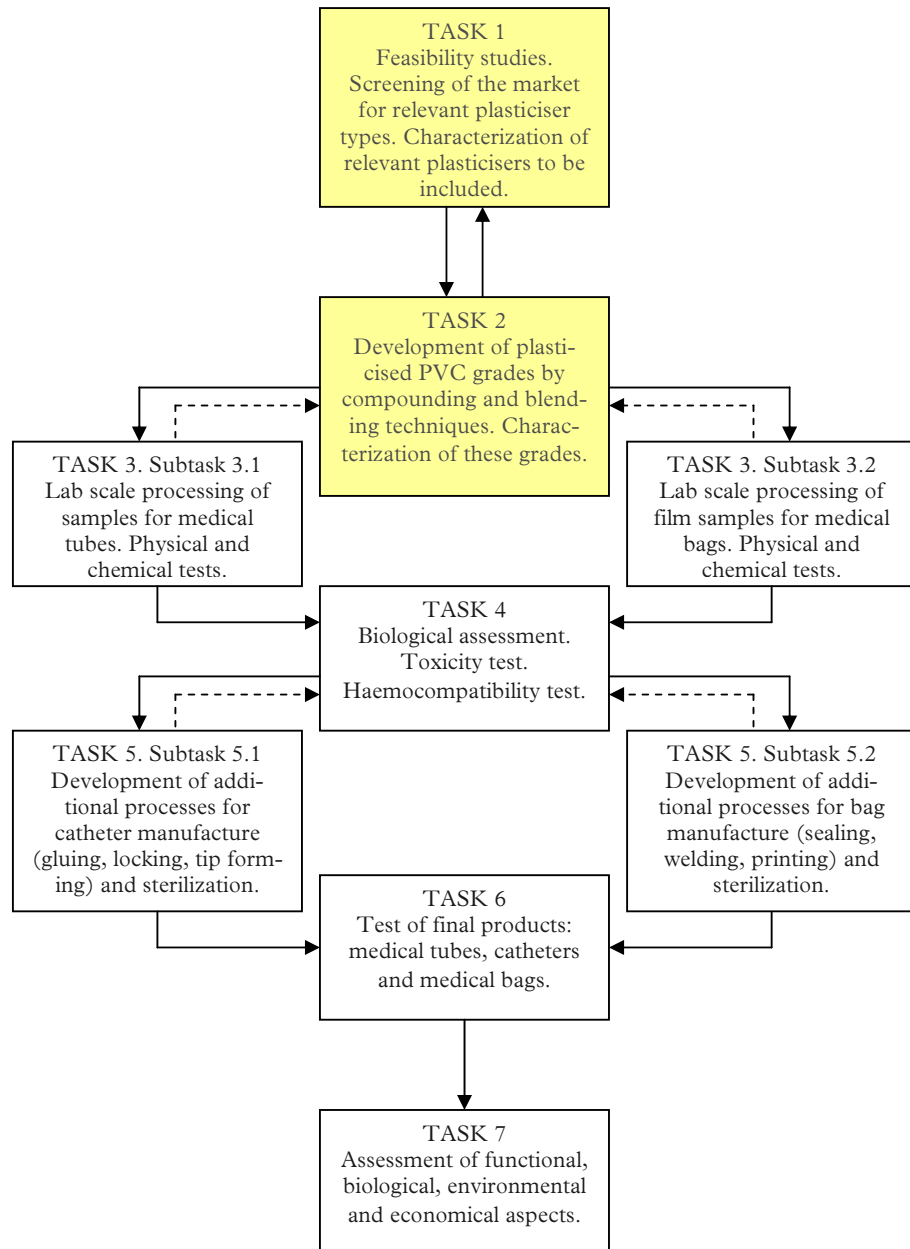 TASK 1
Feasibility studies.
Screening of the market
for relevant plasticiser
types. Characterization of
relevant plasticisers to be
included.
TASK 2
Development of plasti-
cised PVC grades by
compounding and blend-
ing techniques. Charac-
terization of these grades.
TASK 3. Subtask 3.1
Lab scale processing of
samples for medical
tubes. Physical and
chemical tests.
TASK 3. Subtask 3.2
Lab scale processing of
film samples for medical
bags. Physical and
chemical tests.
TASK 4
Biological assessment.
Toxicity test.
Haemocompatibility test.
TASK 5. Subtask 5.1
Development of addi-
tional processes for
catheter manufacture
(gluing, locking, tip form-
ing) and sterilization.
TASK 5. Subtask 5.2
Development of addi-
tional processes for bag
manufacture (sealing,
welding, printing) and
sterilization.
TASK 6
Test of final products:
medical tubes, catheters
and medical bags.
TASK 7
Assessment of functional,
biological, environmental
and economical aspects.